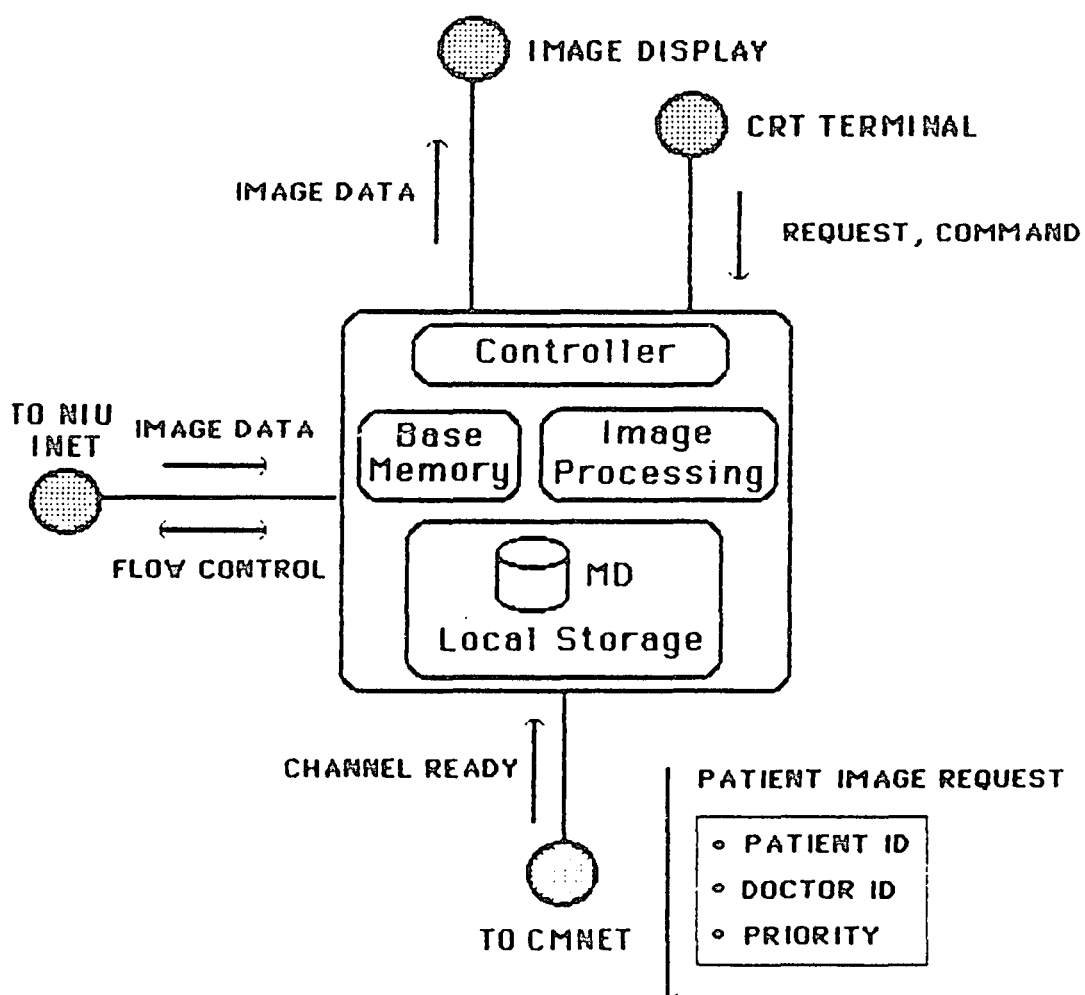 IMAGE DISPLAY
CRT TERMINAL
IMAGE DATA
REQUEST, COMMAND
Controller
TO NIU
INET
IMAGE DATA
Base
Memory
Image
Processing
FLOW CONTROL
MD
Local Storage
CHANNEL READY
TO CMNET
PATIENT IMAGE REQUEST
∘ PATIENT ID
∘ DOCTOR ID
∘ PRIORITY